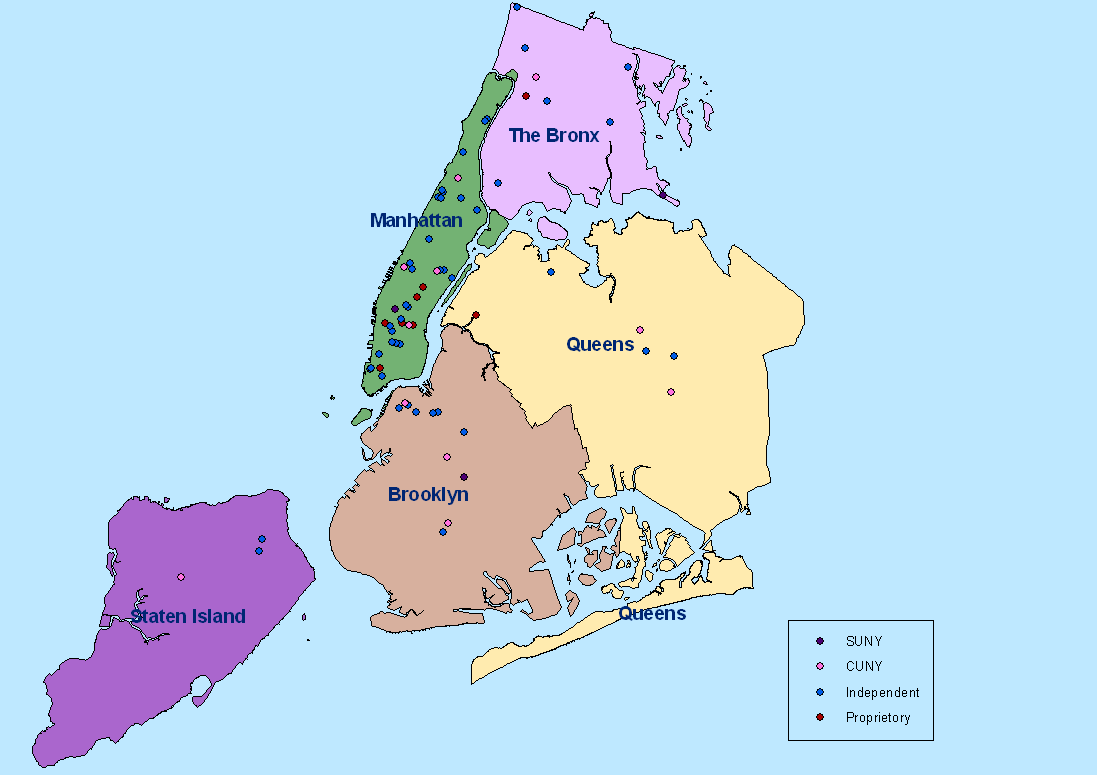 The Bronx
Manhattan
Queens
Brooklyn
Queens
Staten Island
SUNY
CUNY
Independent
Proprietory